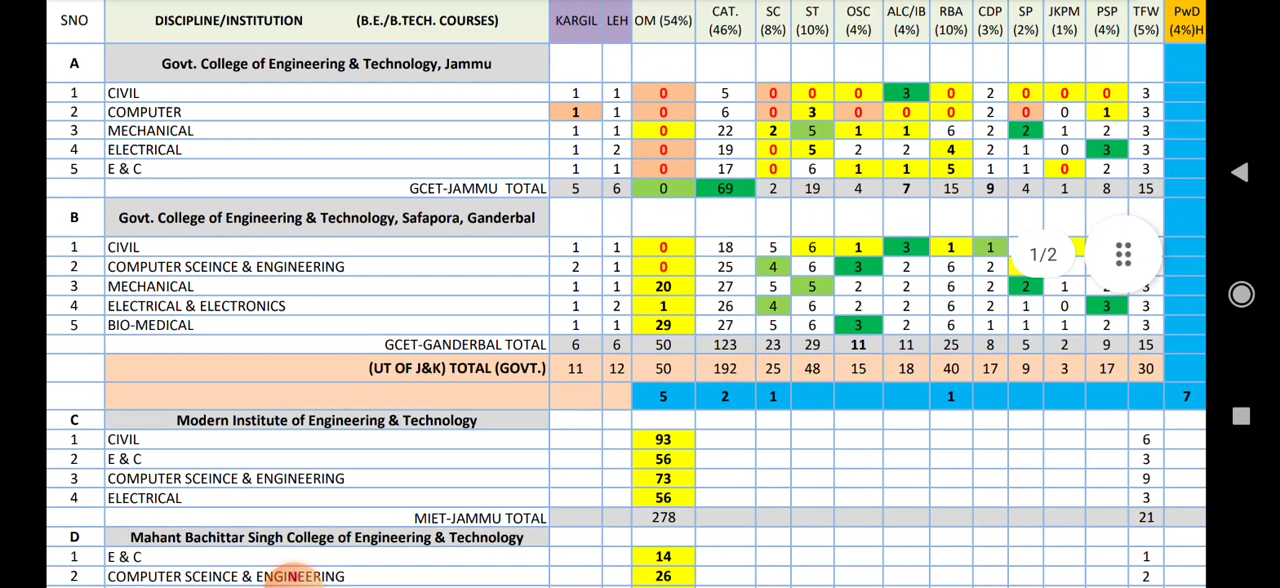 SNO DISCIPLINE/INSTITUTION (B.E./B.TECH. COURSES) KARGIL LEH OM (54%) CAT. (46%) SC (8%) ST (10%) OSC (4%) ALC/IB (4%) RBA (10%) CDP (3%) SP (2%) JKPM (1%) PSP (4%) TFW (5%) PwD (4%)H
A Govt. College of Engineering & Technology, Jammu
1 CIVIL 1 1 0 5 0 0 0 3 0 2 0 0 0 3
2 COMPUTER 1 1 0 6 0 3 0 0 0 2 0 0 1 3
3 MECHANICAL 1 1 0 22 2 5 1 1 6 2 2 1 2 3
4 ELECTRICAL 1 2 0 19 0 5 2 2 4 2 1 0 3 3
5 E & C 1 1 0 17 0 6 1 1 5 1 1 0 2 3
GCET-JAMMU TOTAL 5 6 0 69 2 19 4 7 15 9 4 1 8 15
B Govt. College of Engineering & Technology, Safapora, Ganderbal
1 CIVIL 1 1 0 18 5 6 1 3 1 1
2 COMPUTER SCEINCE & ENGINEERING 2 1 0 25 4 6 3 2 6 2
1/2
3 MECHANICAL 1 1 20 27 5 5 2 2 6 2 2 1
4 ELECTRICAL & ELECTRONICS 1 2 1 26 4 6 2 2 6 2 1 0 3 3
5 BIO-MEDICAL 1 1 29 27 5 6 3 2 6 1 1 1 2 3
GCET-GANDERBAL TOTAL 6 6 50 123 23 29 11 11 25 8 5 2 9 15
(UT OF J&K) TOTAL (GOVT.) 11 12 50 192 25 48 15 18 40 17 9 3 17 30
5 2 1 1 7
C Modern Institute of Engineering & Technology
1 CIVIL 93 6
2 E & C 56 3
3 COMPUTER SCEINCE & ENGINEERING 73 9
4 ELECTRICAL 56 3
MIET-JAMMU TOTAL 278 21
D Mahant Bachittar Singh College of Engineering & Technology
1 E & C 14 1
2 COMPUTER SCEINCE & ENGINEERING 26 2